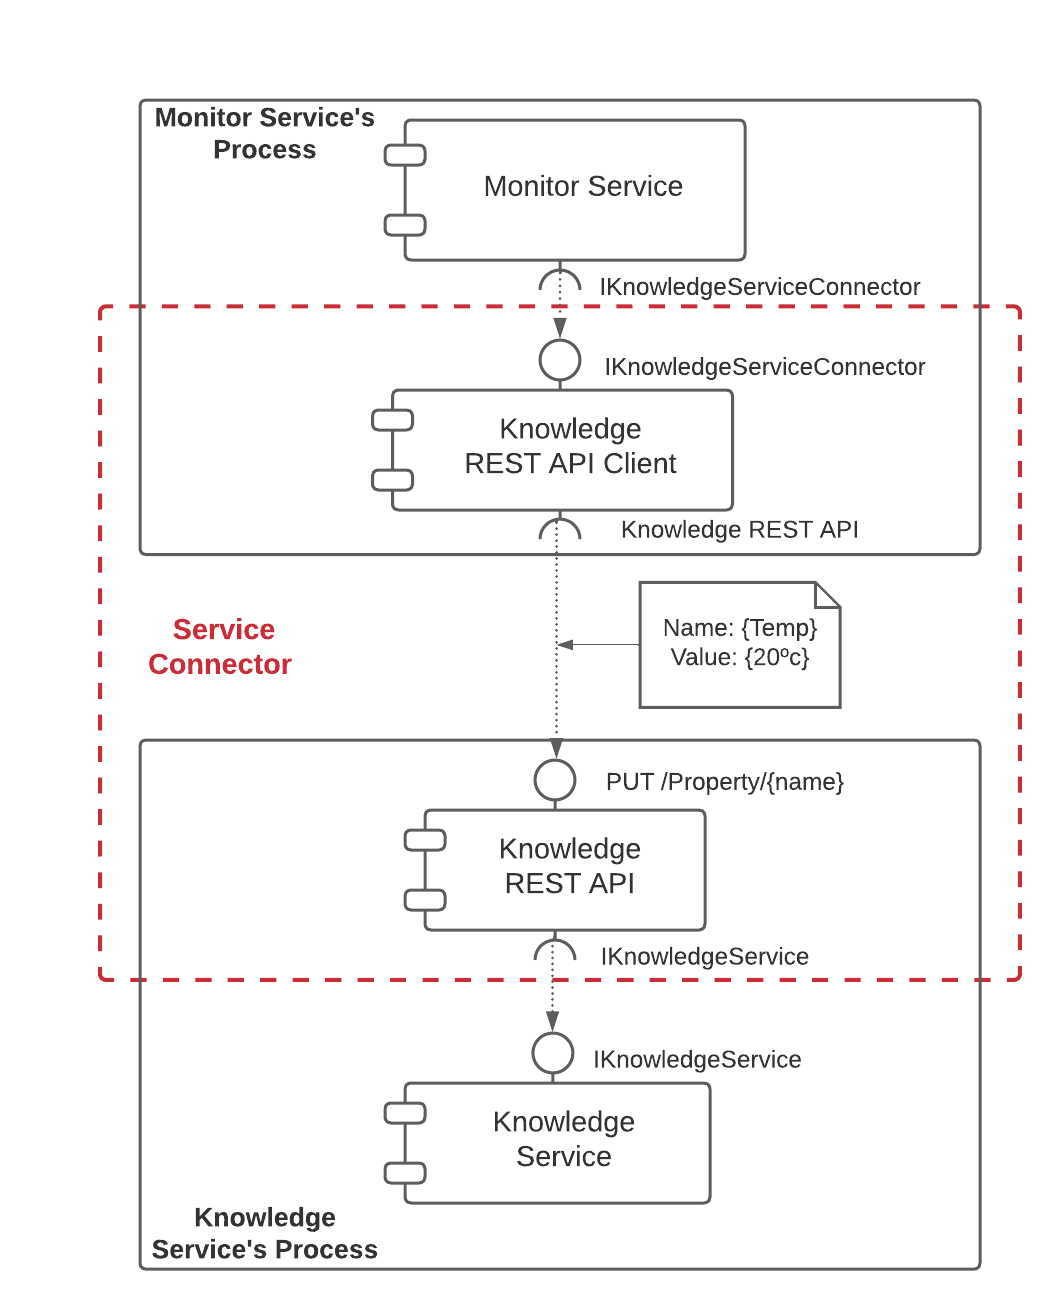 Monitor Service's
Process
Monitor Service
IKnowledgeServiceConnector
IKnowledgeServiceConnector
Knowledge
REST API Client
Knowledge REST API
Service
Connector
Name: {Temp}
Value: {20ºc}
PUT /Property/{name}
Knowledge
REST API
IKnowledgeService
IKnowledgeService
Knowledge
Service
Knowledge
Service's Process